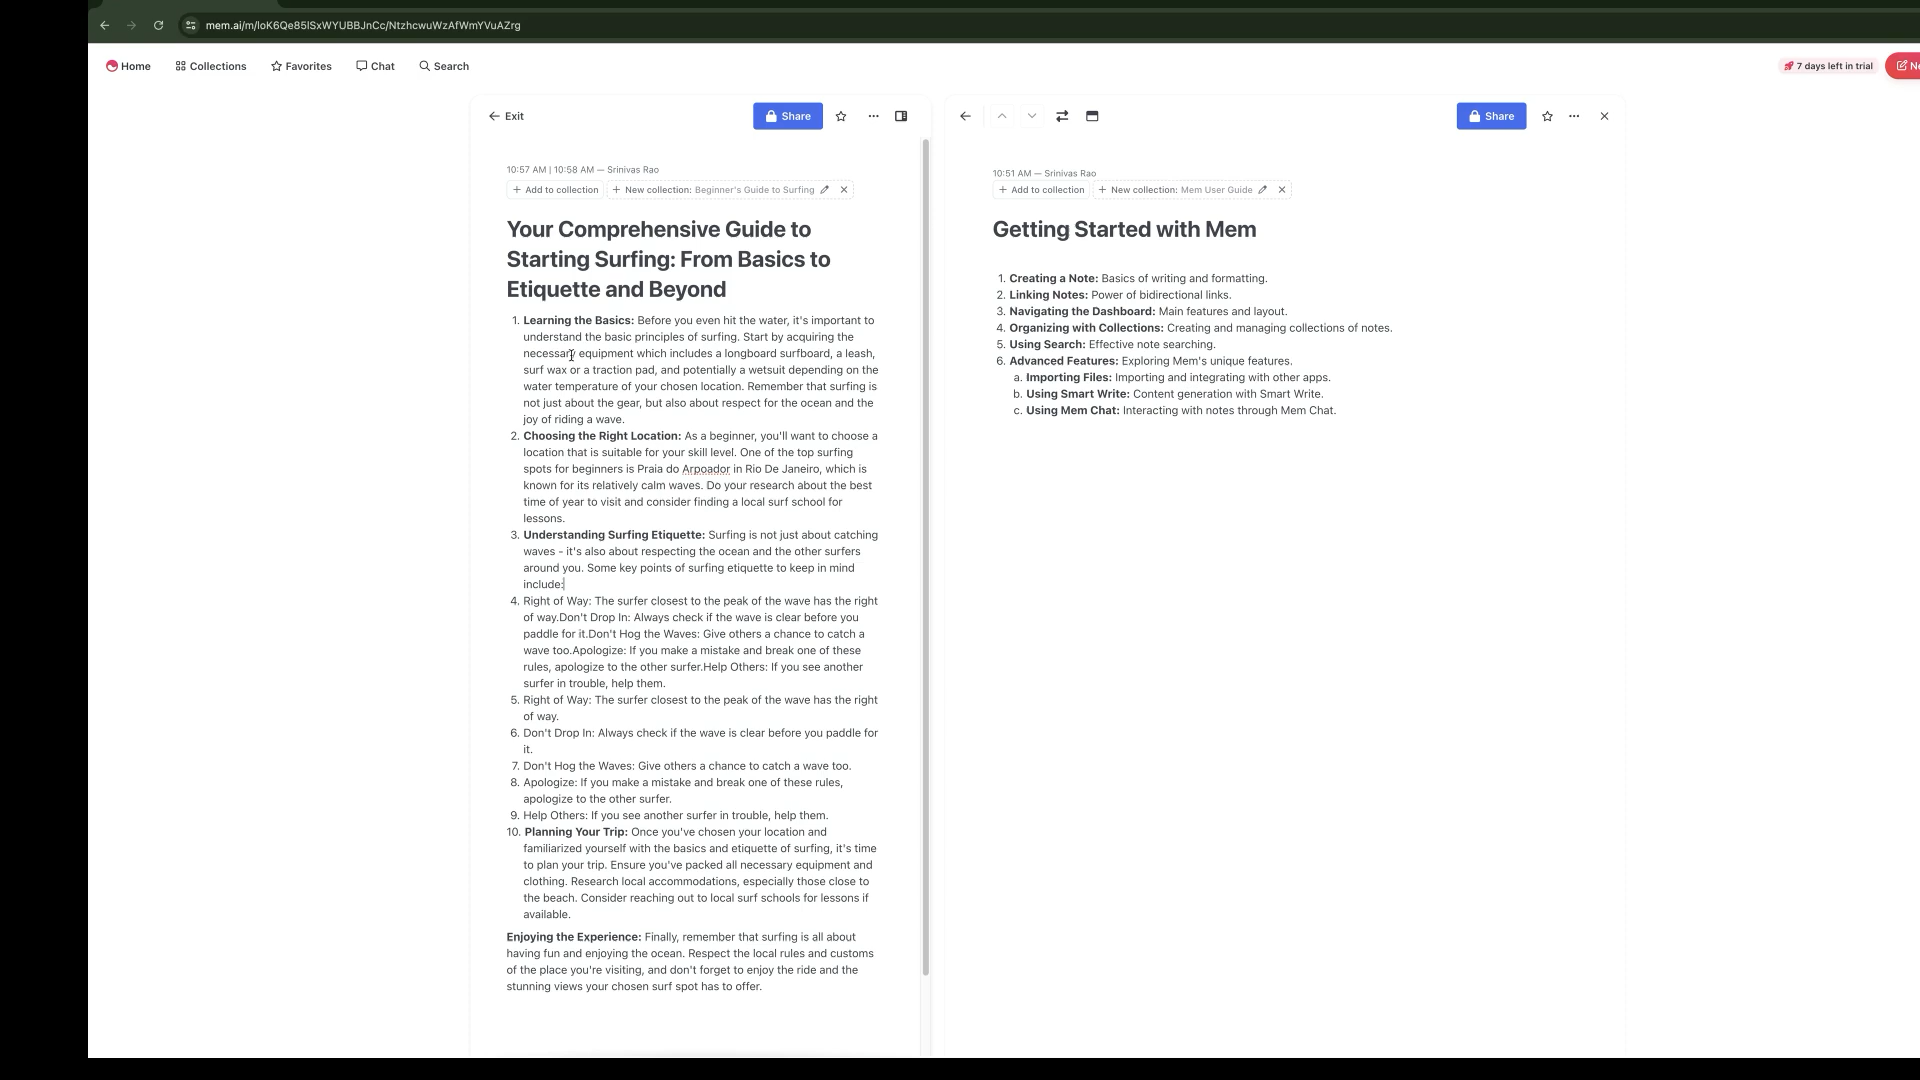 mem.ai/m/loK6Qe85lSxWYUBBJnCc/NtzhcwuWzAfWmYVuAZrg
Home Collections Favorites Chat Search
7 days left in trial
Exit Share
Share
10:57 AM | 10:58 AM — Srinivas Rao
+ Add to collection + New collection: Beginner's Guide to Surfing
Your Comprehensive Guide to
Starting Surfing: From Basics to
Etiquette and Beyond
1. Learning the Basics: Before you even hit the water, it's important to
understand the basic principles of surfing. Start by acquiring the
necessary equipment which includes a longboard surfboard, a leash,
surf wax or a traction pad, and potentially a wetsuit depending on the
water temperature of your chosen location. Remember that surfing is
not just about the gear, but also about respect for the ocean and the
joy of riding a wave.
2. Choosing the Right Location: As a beginner, you'll want to choose a
location that is suitable for your skill level. One of the top surfing
spots for beginners is Praia do Arpoador in Rio De Janeiro, which is
known for its relatively calm waves. Do your research about the best
time of year to visit and consider finding a local surf school for
lessons.
3. Understanding Surfing Etiquette: Surfing is not just about catching
waves - it's also about respecting the ocean and the other surfers
around you. Some key points of surfing etiquette to keep in mind
include:
4. Right of Way: The surfer closest to the peak of the wave has the right
of way.Don't Drop In: Always check if the wave is clear before you
paddle for it.Don't Hog the Waves: Give others a chance to catch a
wave too.Apologize: If you make a mistake and break one of these
rules, apologize to the other surfer.Help Others: If you see another
surfer in trouble, help them.
5. Right of Way: The surfer closest to the peak of the wave has the right
of way.
6. Don't Drop In: Always check if the wave is clear before you paddle for
it.
7. Don't Hog the Waves: Give others a chance to catch a wave too.
8. Apologize: If you make a mistake and break one of these rules,
apologize to the other surfer.
9. Help Others: If you see another surfer in trouble, help them.
10. Planning Your Trip: Once you've chosen your location and
familiarized yourself with the basics and etiquette of surfing, it's time
to plan your trip. Ensure you've packed all necessary equipment and
clothing. Research local accommodations, especially those close to
the beach. Consider reaching out to local surf schools for lessons if
available.
Enjoying the Experience: Finally, remember that surfing is all about
having fun and enjoying the ocean. Respect the local rules and customs
of the place you're visiting, and don't forget to enjoy the ride and the
stunning views your chosen surf spot has to offer.
10:51 AM — Srinivas Rao
+ Add to collection + New collection: Mem User Guide
Getting Started with Mem
1. Creating a Note: Basics of writing and formatting.
2. Linking Notes: Power of bidirectional links.
3. Navigating the Dashboard: Main features and layout.
4. Organizing with Collections: Creating and managing collections of notes.
5. Using Search: Effective note searching.
6. Advanced Features: Exploring Mem's unique features.
a. Importing Files: Importing and integrating with other apps.
b. Using Smart Write: Content generation with Smart Write.
c. Using Mem Chat: Interacting with notes through Mem Chat.